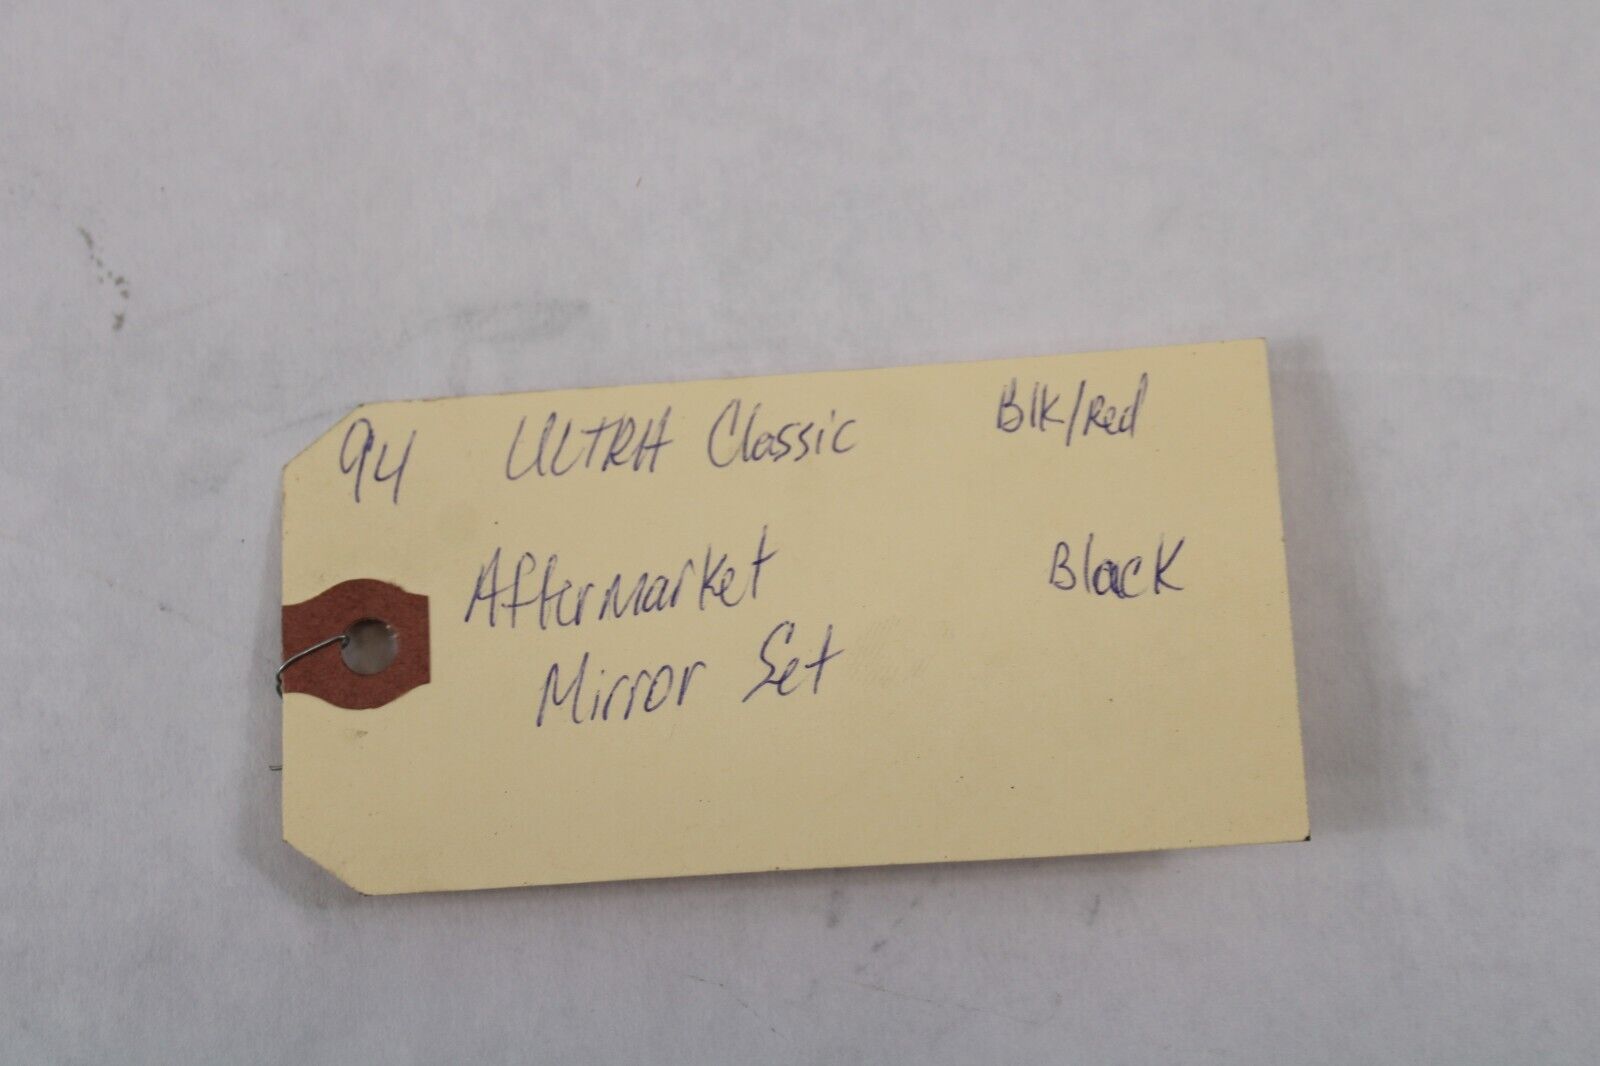 94 ULTRA Classic Blk/Red
Aftermarket Black
Mirror Set